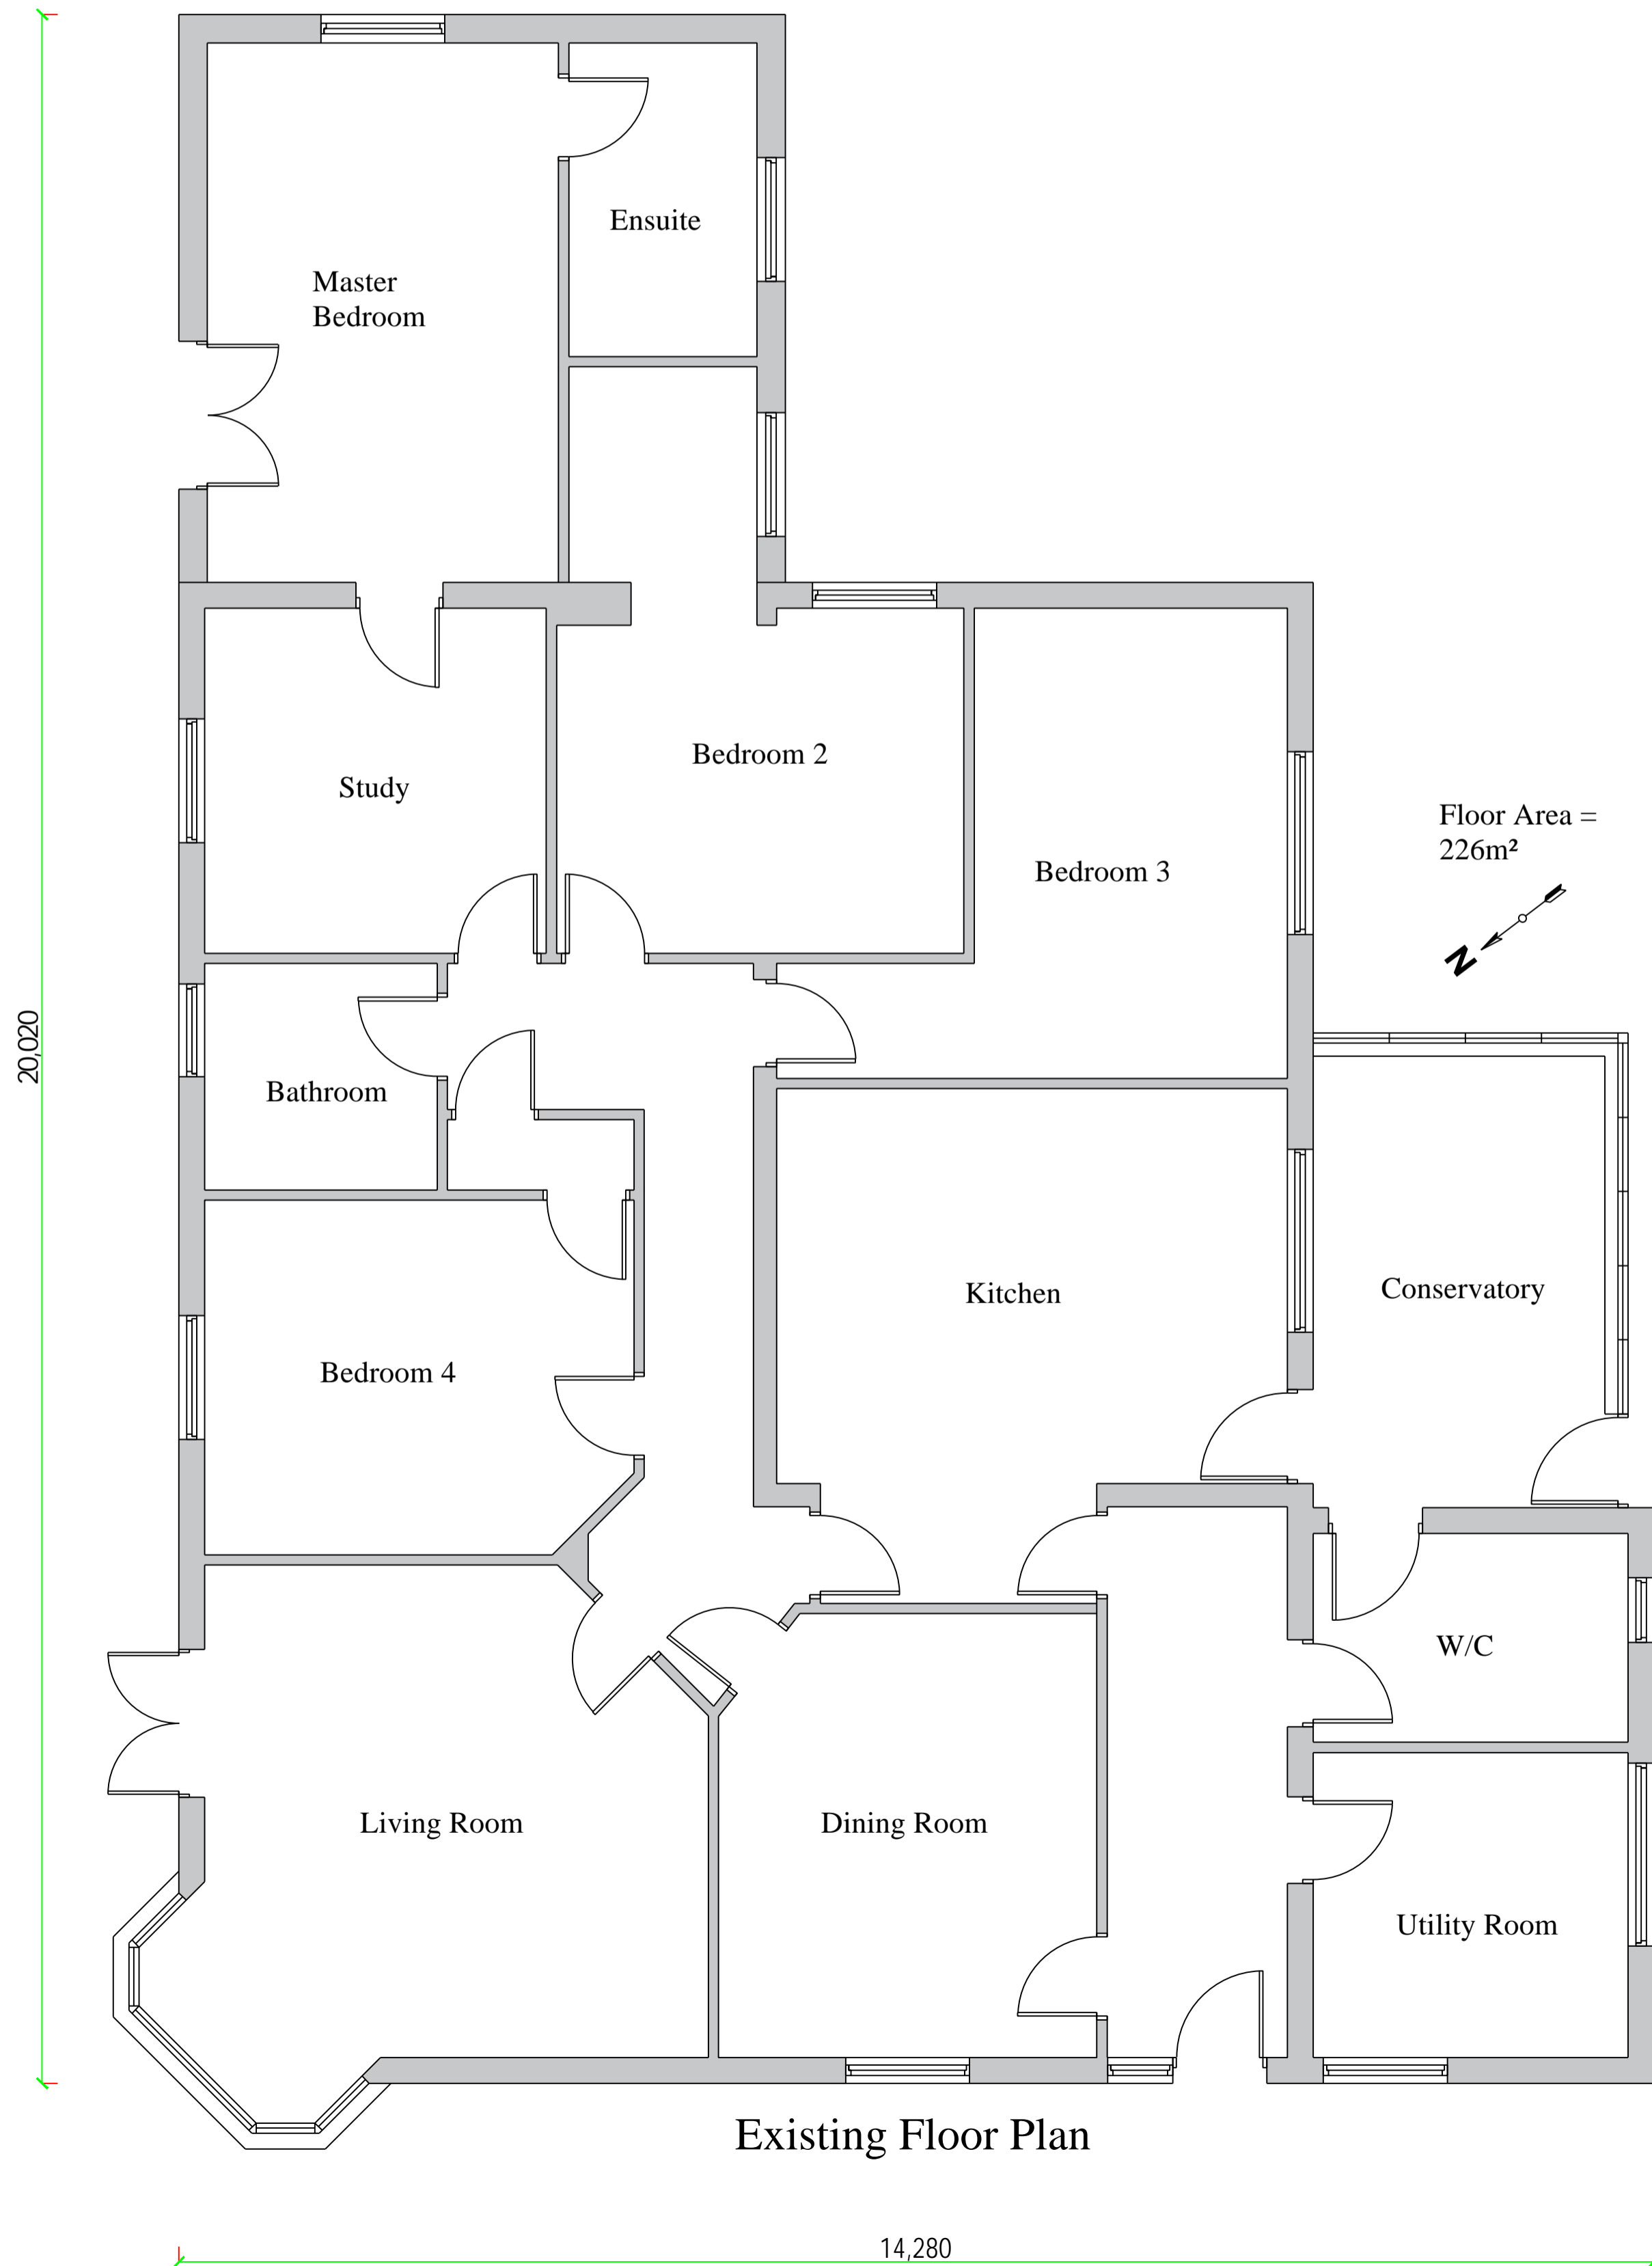 Ensuite
Master
Bedroom
Bedroom 2
Study
Floor Area =
226m²
Bedroom 3
N
20,020
Bathroom
Kitchen
Conservatory
Bedroom 4
W/C
Living Room
Dining Room
Utility Room
Existing Floor Plan
14,280